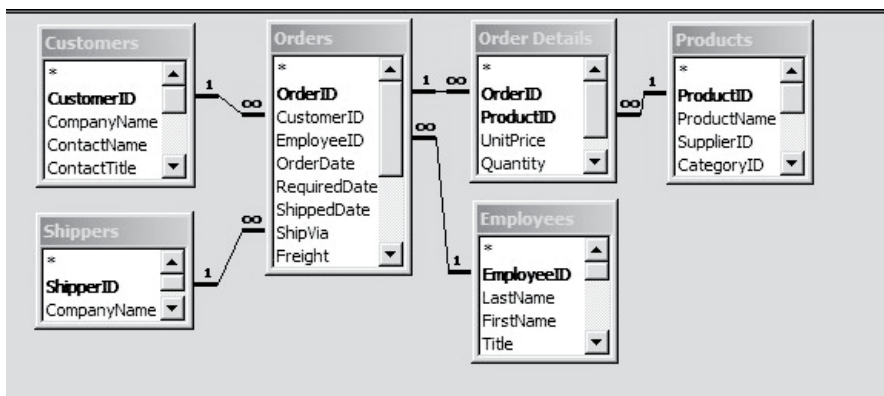 Customers
*
CustomerID
CompanyName
ContactName
ContactTitle
Orders
*
OrderID
CustomerID
EmployeeID
OrderDate
RequiredDate
ShippedDate
ShipVia
Freight
Order Details
*
OrderID
ProductID
UnitPrice
Quantity
Products
*
ProductID
ProductName
SupplierID
CategoryID
Shippers
*
ShipperID
CompanyName
Employees
*
EmployeeID
LastName
FirstName
Title
1
∞
1
∞
1
∞
1
∞
∞
1